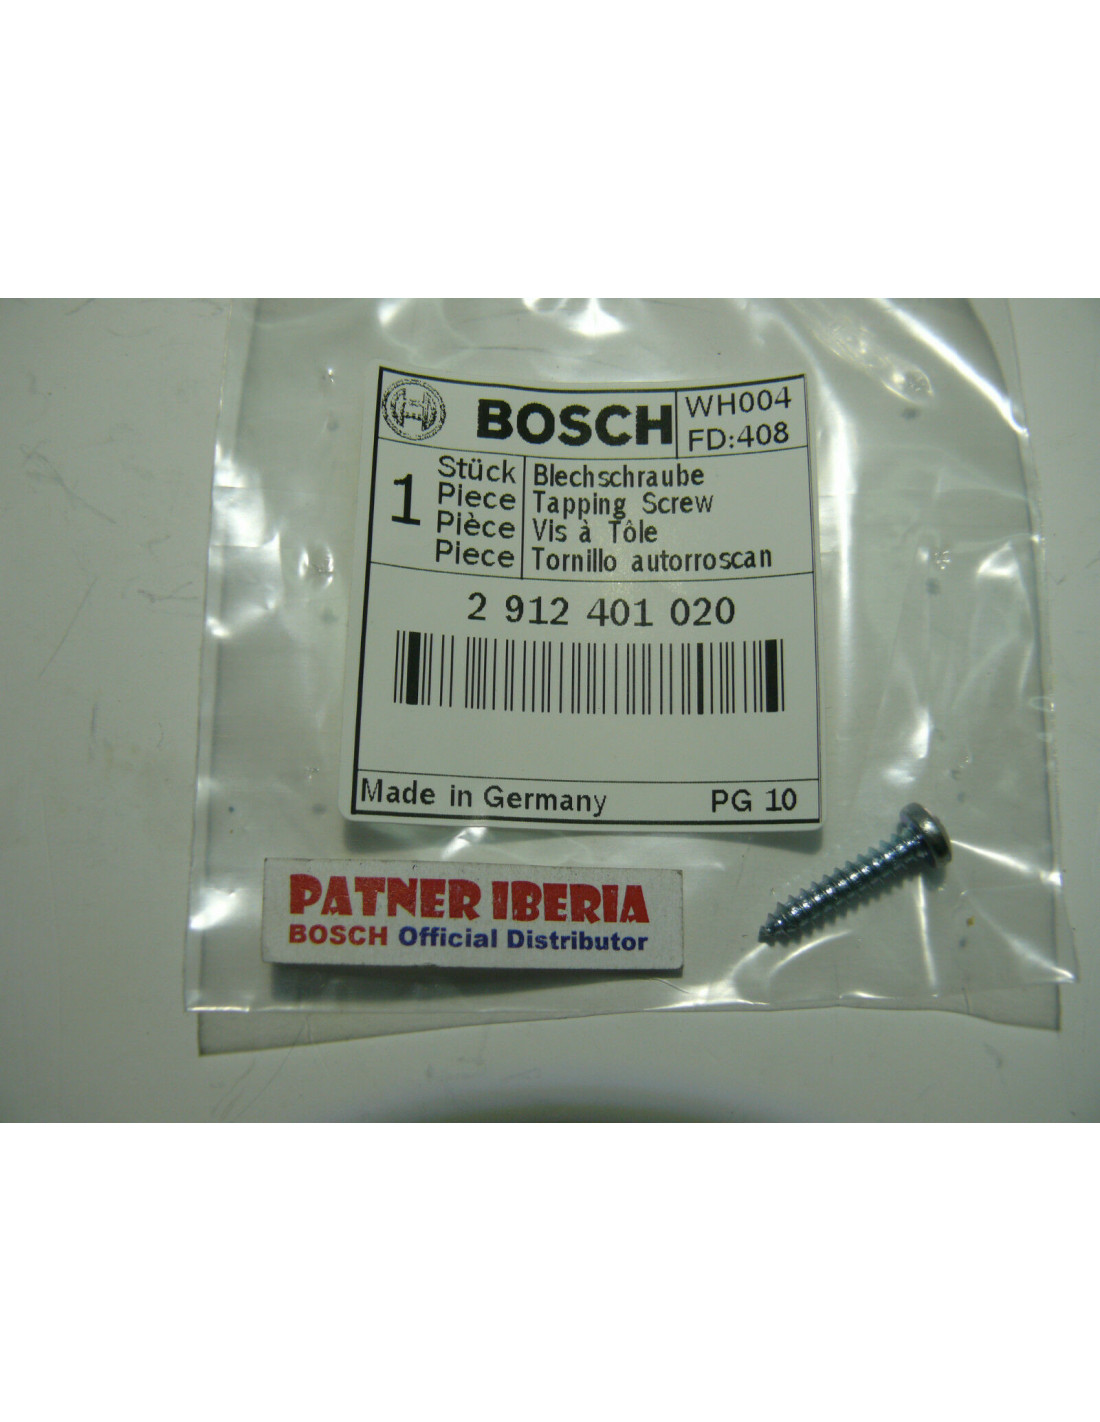 BOSCH
WH004
FD:408
1
Stück
Piece
Pièce
Piece
Blechschraube
Tapping Screw
Vis à Tôle
Tornillo autorroscan
2 912 401 020
Made in Germany
PG 10
PATNER IBERIA
BOSCH Official Distributor